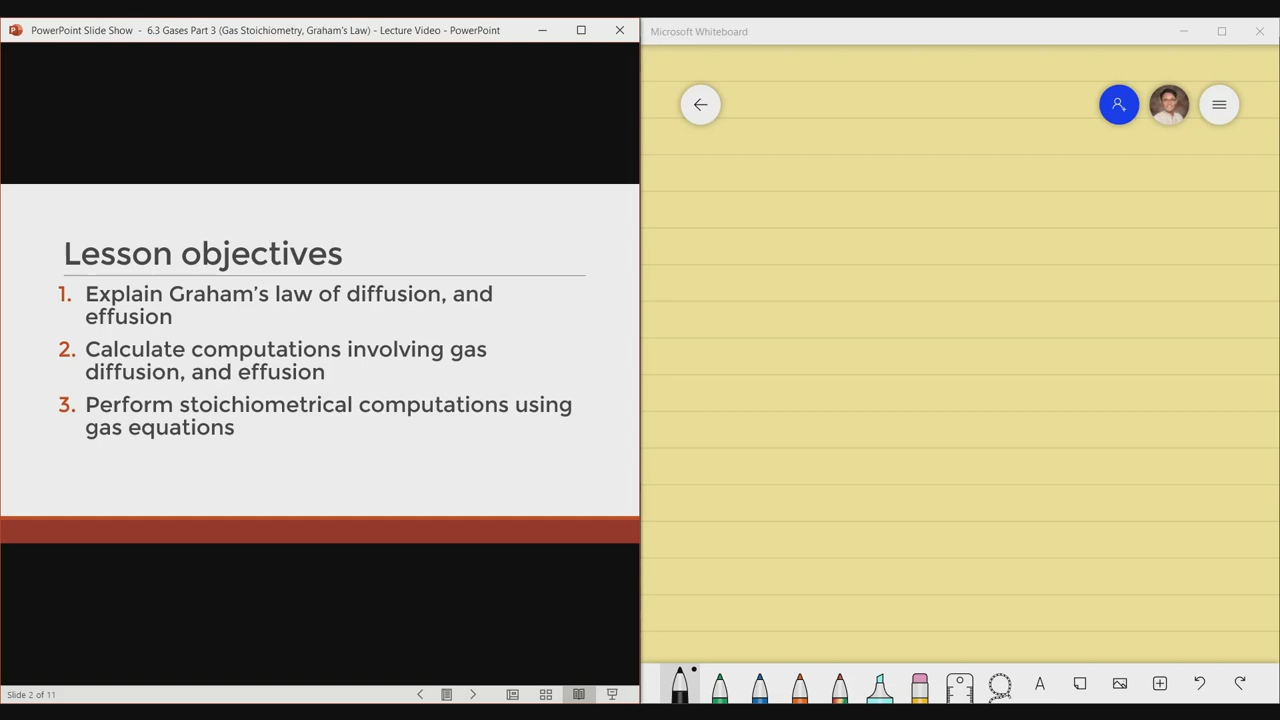 PowerPoint Slide Show - 6.3 Gases Part 3 (Gas Stoichiometry, Graham's Law) - Lecture Video - PowerPoint
Microsoft Whiteboard
Lesson objectives
1. Explain Graham's law of diffusion, and
effusion
2. Calculate computations involving gas
diffusion, and effusion
3. Perform stoichiometrical computations using
gas equations
Slide 2 of 11
A